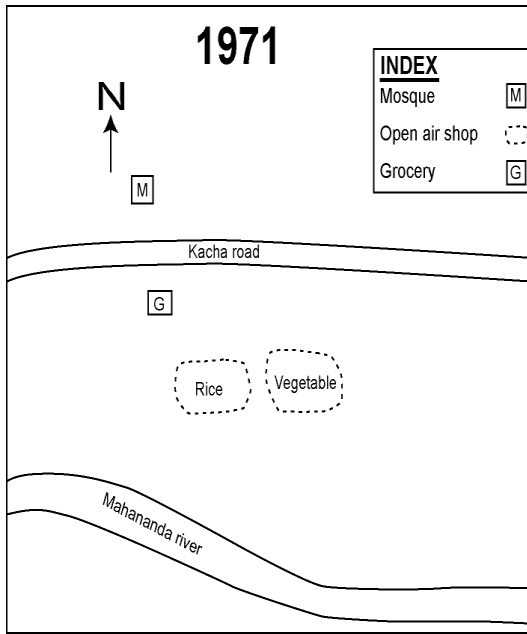 1971
INDEX
Mosque M
Open air shop
Grocery G
N
M
Kacha road
G
Rice
Vegetable
Mahananda river